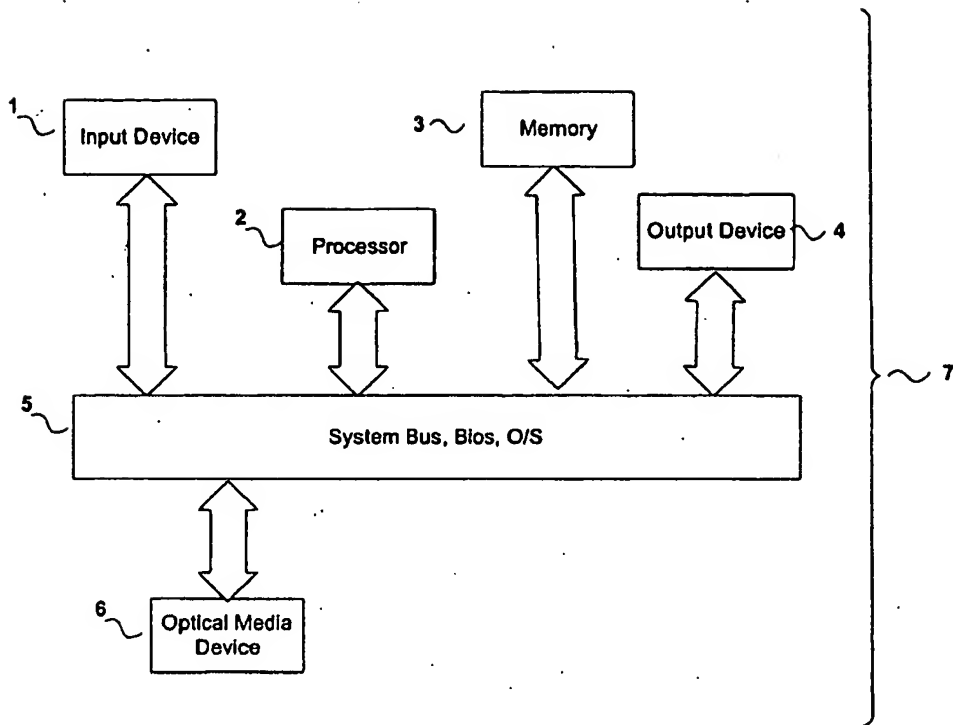 1
Input Device
3
Memory
2
Processor
Output Device
4
7
5
System Bus, Bios, O/S
6
Optical Media
Device